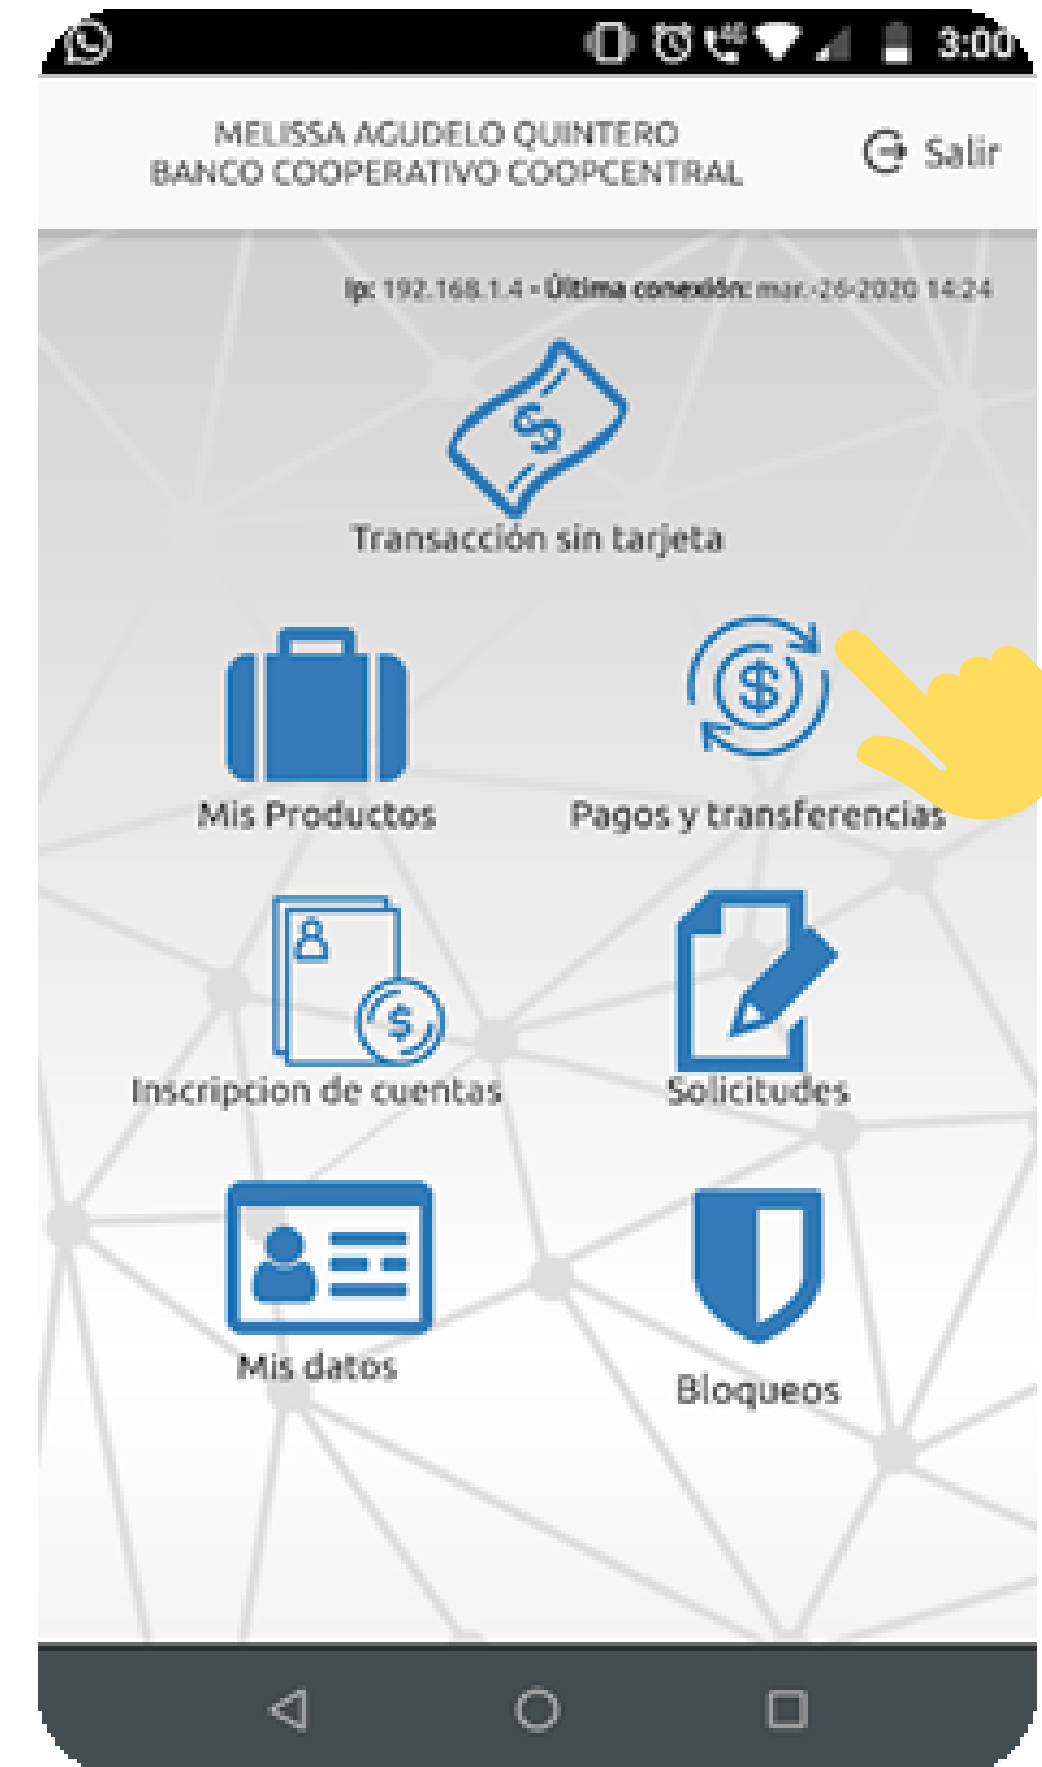 4G 3:00
MELISSA AGUDELO QUINTERO
BANCO COOPERATIVO COOPCENTRAL
Salir
Ip: 192.168.1.4 - Última conexión: mar.-26-2020 14:24
$
Transacción sin tarjeta
$
Mis Productos
Pagos y transferencias
$
Inscripcion de cuentas
Solicitudes
Mis datos
Bloqueos